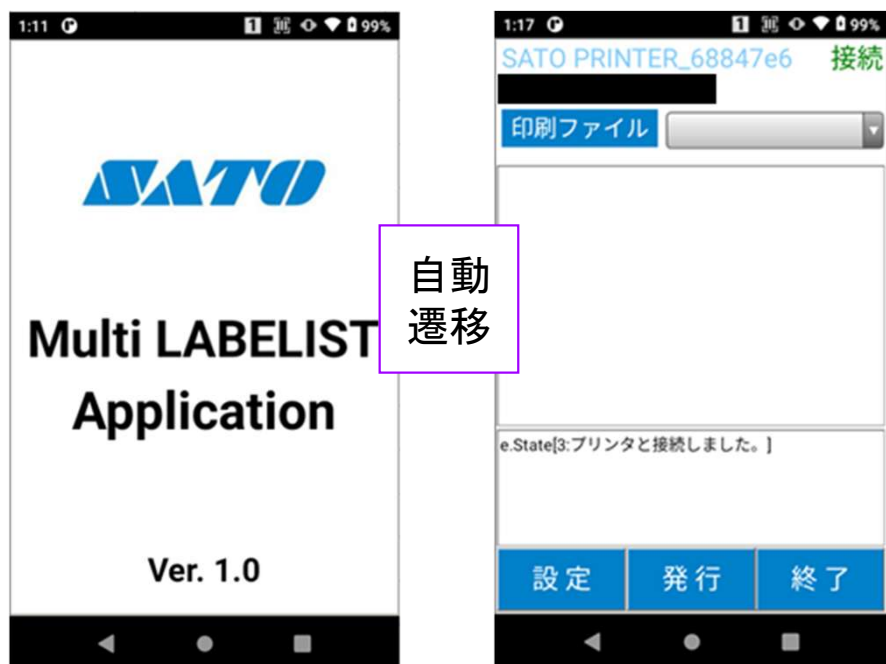 1:11
1
99%
SATO
Multi LABELIST
Application
Ver. 1.0
自動
遷移
1:17
1
99%
SATO PRINTER_68847e6 接続
印刷ファイル
e.State[3:プリンタと接続しました。]
設定 発行 終了